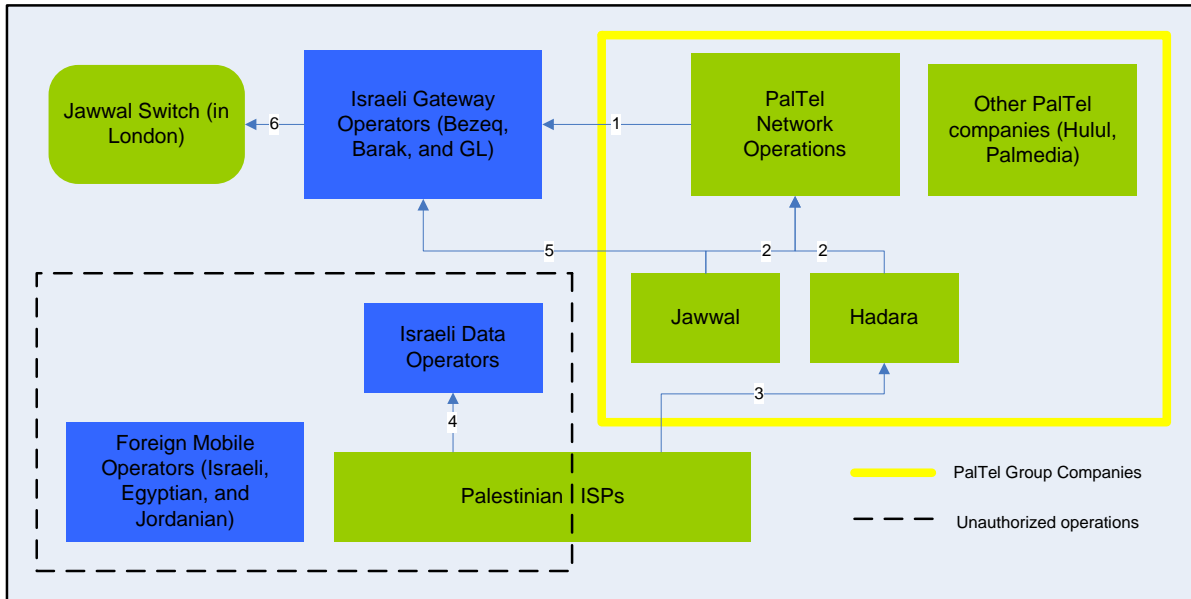 Jawwal Switch (in
London)
6
Israeli Gateway
Operators (Bezeq,
Barak, and GL)
1
PalTel
Network
Operations
Other PalTel
companies (Hulul,
Palmedia)
5
2
2
Jawwal
Hadara
Israeli Data
Operators
4
3
Foreign Mobile
Operators (Israeli,
Egyptian, and
Jordanian)
Palestinian ISPs
PalTel Group Companies
Unauthorized operations